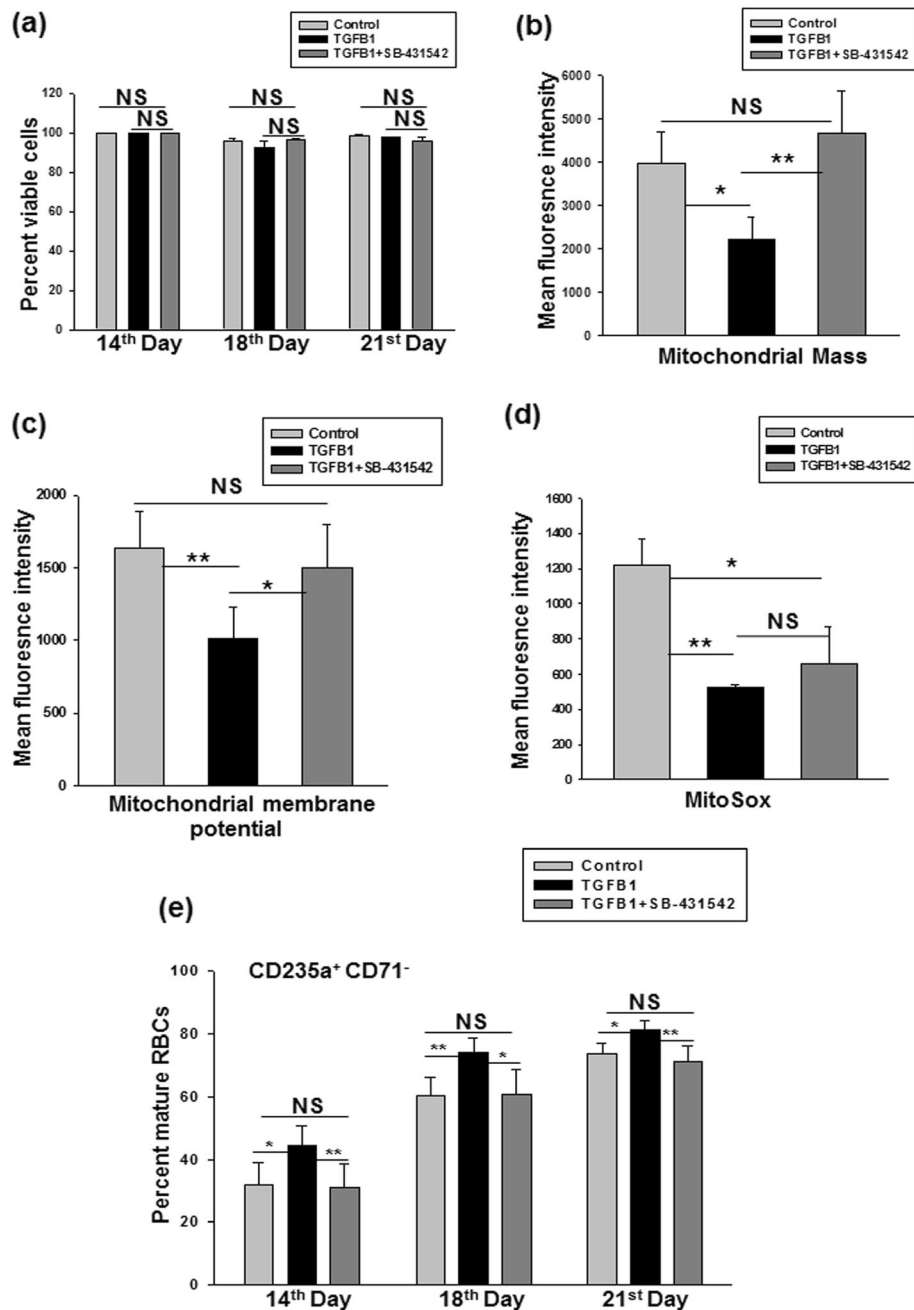 (a)
Control
TGFB1
TGFB1+SB-431542
NS NS NS
NS NS NS
120
100
80
60
40
20
0
Percent viable cells
14th Day 18th Day 21st Day
(b)
Control
TGFB1
TGFB1+SB-431542
6000
5000
4000
3000
2000
1000
0
Mean fluoresnce intensity
NS
**
*
Mitochondrial Mass
(c)
Control
TGFB1
TGFB1+SB-431542
2000
1500
1000
500
0
Mean fluoresnce intensity
NS
**
*
Mitochondrial membrane
potential
(d)
Control
TGFB1
TGFB1+SB-431542
1600
1400
1200
1000
800
600
400
200
0
Mean fluoresnce intensity
*
NS
**
MitoSox
(e)
Control
TGFB1
TGFB1+SB-431542
CD235a+ CD71-
100
80
60
40
20
0
Percent mature RBCs
NS
* **
NS
** *
NS
* **
14th Day 18th Day 21st Day